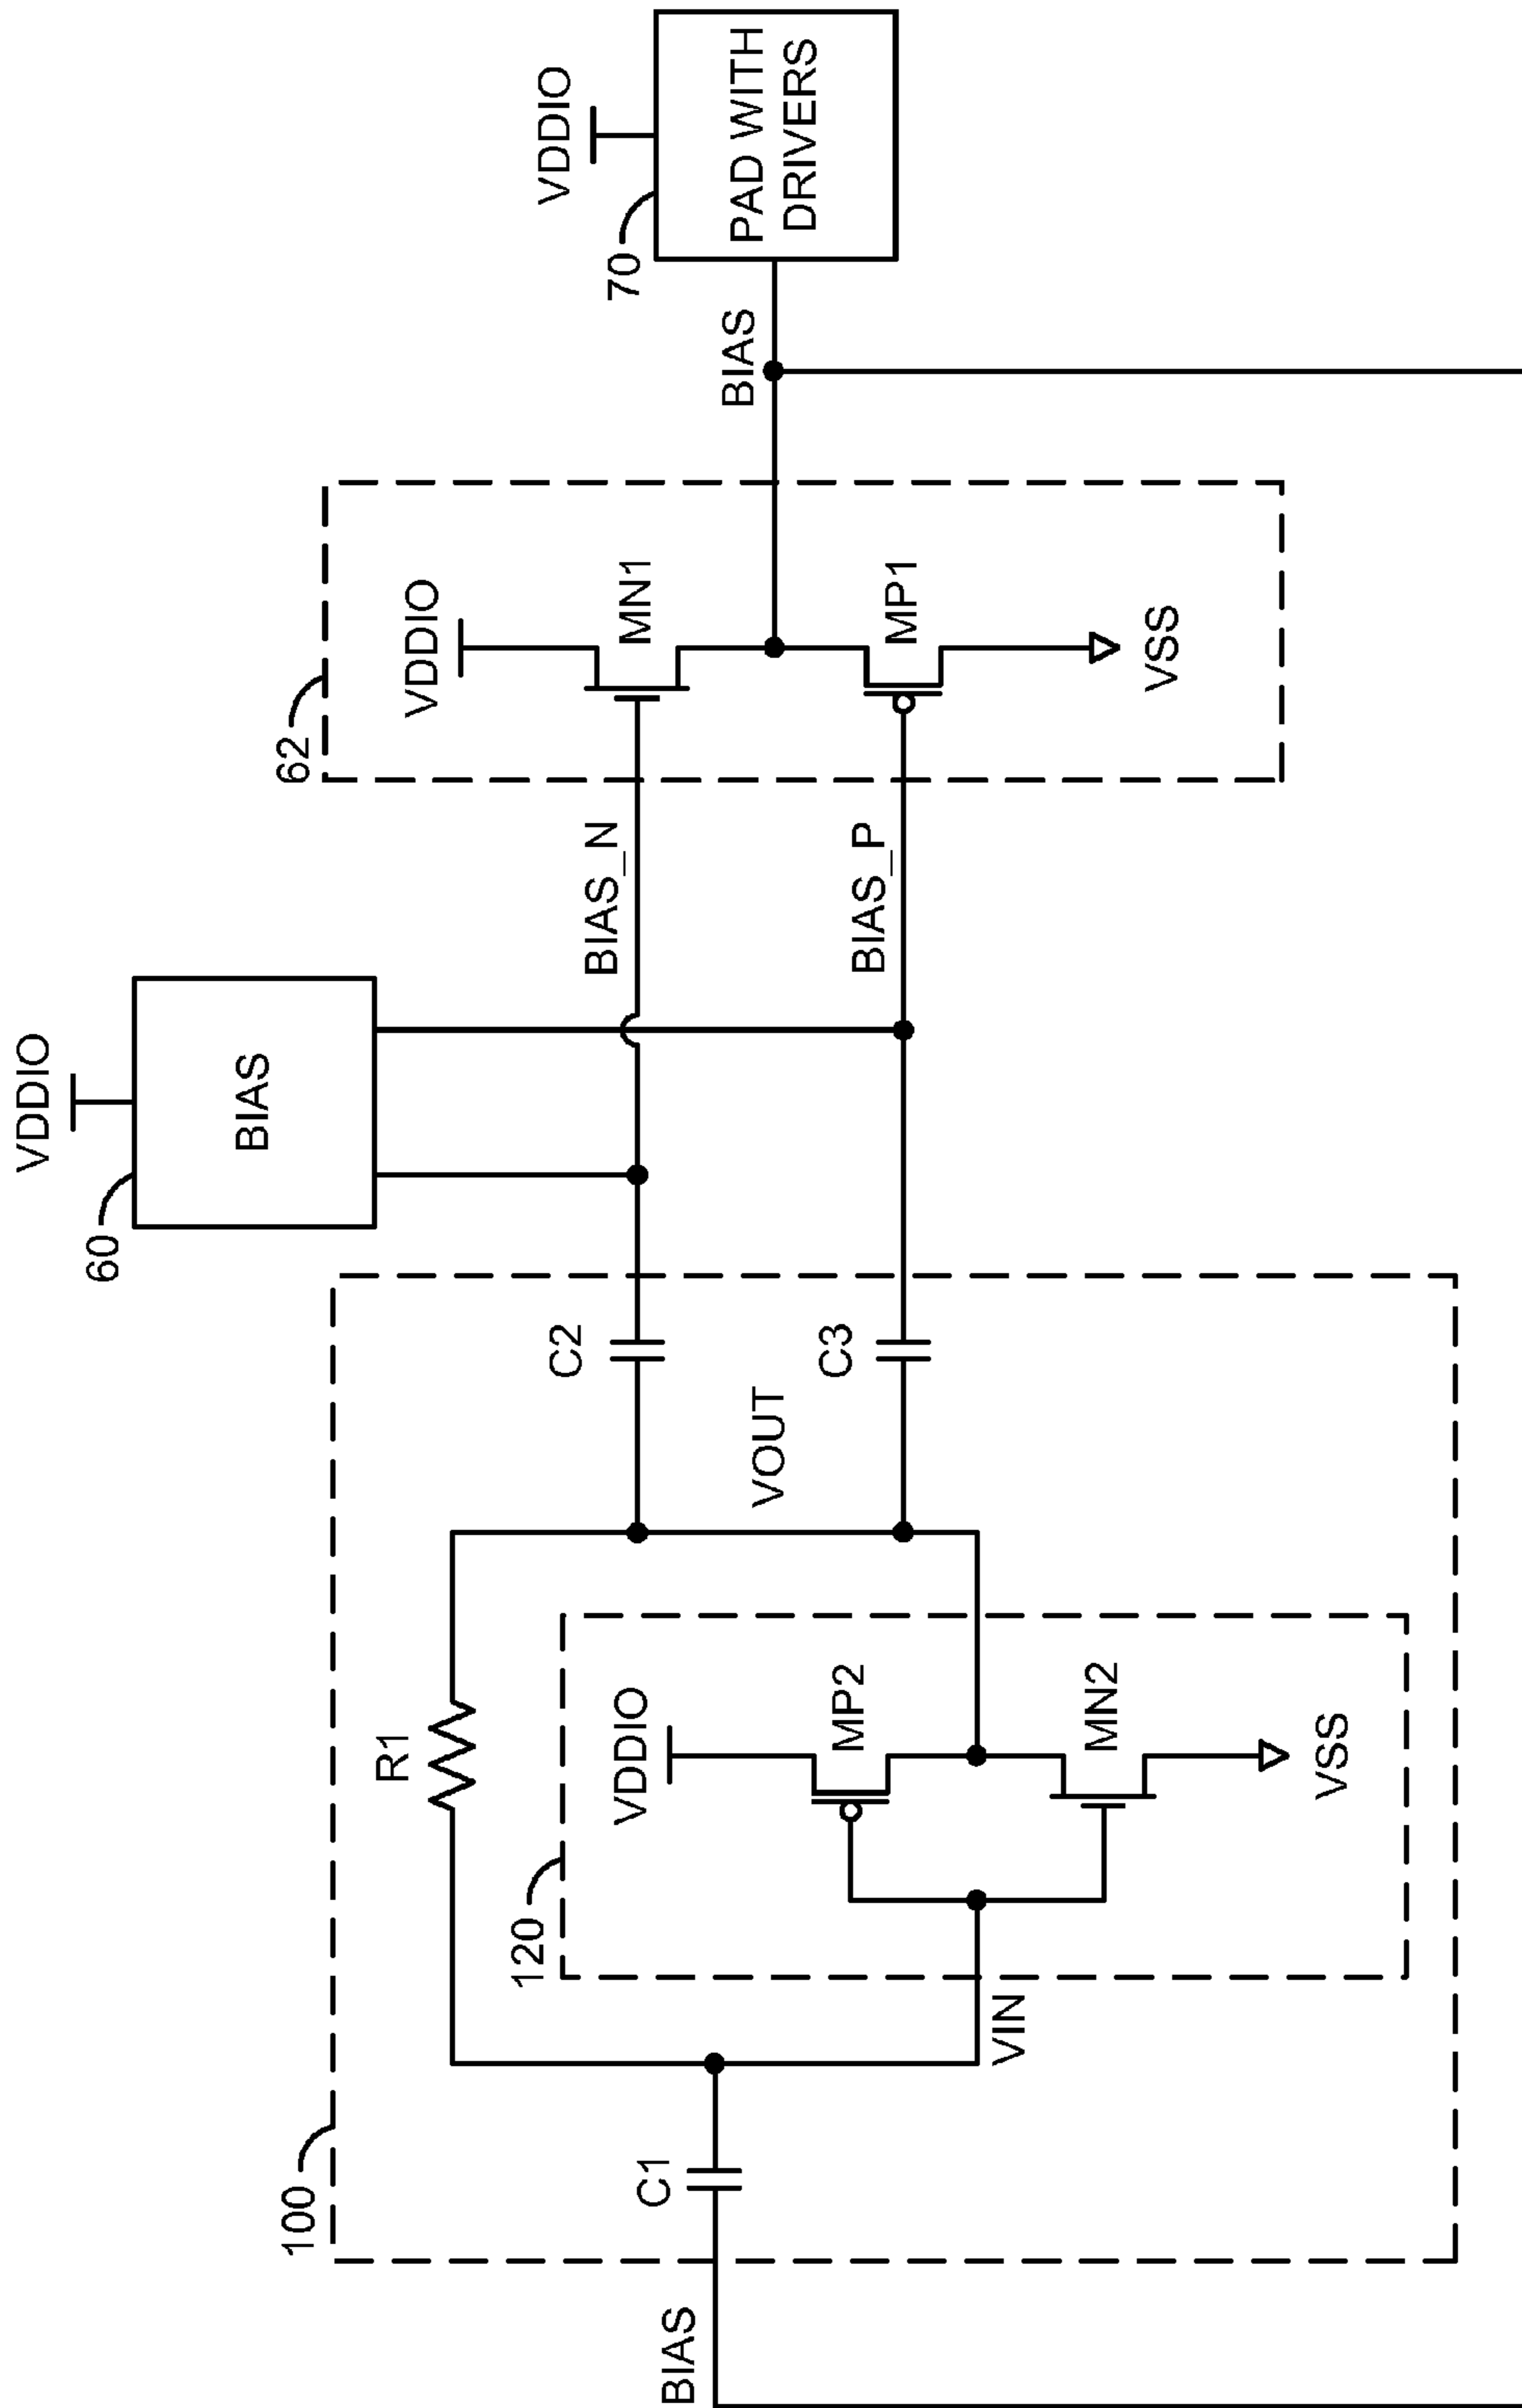 VDDIO
60
BIAS
VDDIO
70
PAD WITH
DRIVERS
62
VDDIO
MN1
BIAS
BIAS_N
BIAS_P
MP1
VSS
100
R1
C2
C3
VOUT
120
VDDIO
MP2
MN2
VSS
VIN
C1
BIAS